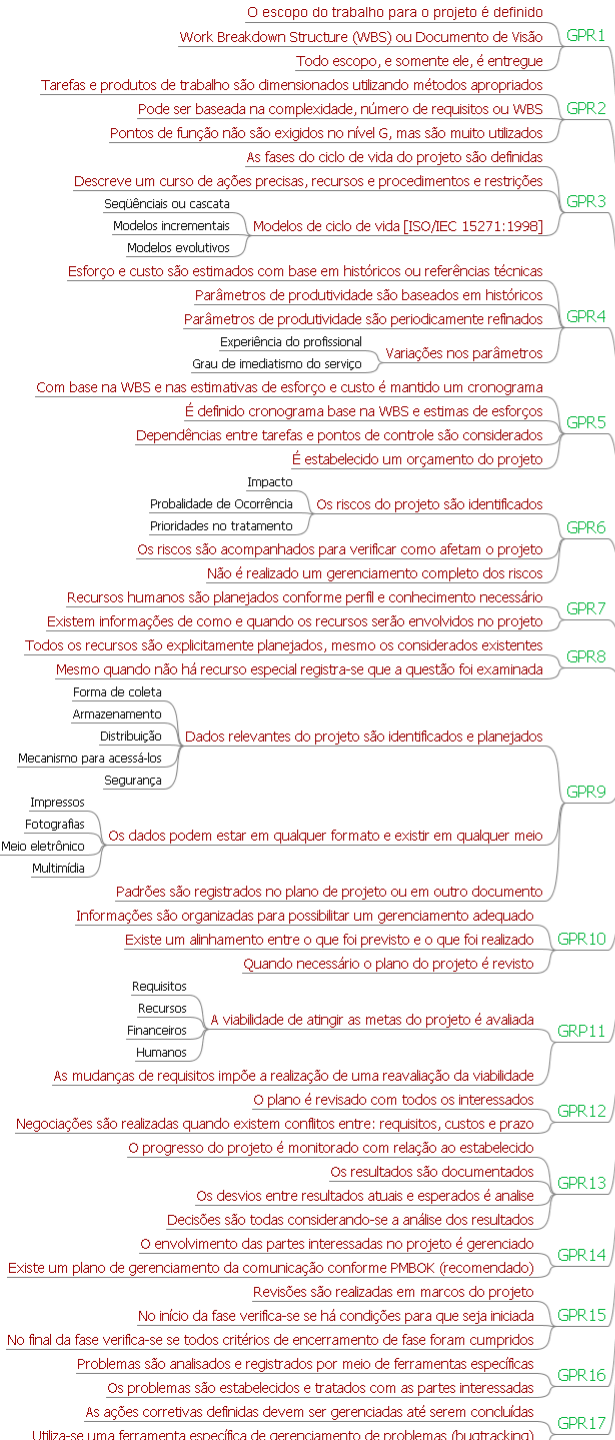 O escopo do trabalho para o projeto é definido
Work Breakdown Structure (WBS) ou Documento de Visão
Todo escopo, e somente ele, é entregue
GPR1
Tarefas e produtos de trabalho são dimensionados utilizando métodos apropriados
Pode ser baseada na complexidade, número de requisitos ou WBS
Pontos de função não são exigidos no nível G, mas são muito utilizados
GPR2
As fases do ciclo de vida do projeto são definidas
Descreve um curso de ações precisas, recursos e procedimentos e restrições
Seqüênciais ou cascata
Modelos incrementais
Modelos evolutivos
Modelos de ciclo de vida [ISO/IEC 15271:1998]
GPR3
Esforço e custo são estimados com base em históricos ou referências técnicas
Parâmetros de produtividade são baseados em históricos
Parâmetros de produtividade são periodicamente refinados
Experiência do profissional
Grau de imediatismo do serviço
Variações nos parâmetros
GPR4
Com base na WBS e nas estimativas de esforço e custo é mantido um cronograma
É definido cronograma base na WBS e estimas de esforços
Dependências entre tarefas e pontos de controle são considerados
É estabelecido um orçamento do projeto
GPR5
Impacto
Probalidade de Ocorrência
Prioridades no tratamento
Os riscos do projeto são identificados
Os riscos são acompanhados para verificar como afetam o projeto
Não é realizado um gerenciamento completo dos riscos
GPR6
Recursos humanos são planejados conforme perfil e conhecimento necessário
Existem informações de como e quando os recursos serão envolvidos no projeto
GPR7
Todos os recursos são explicitamente planejados, mesmo os considerados existentes
Mesmo quando não há recurso especial registra-se que a questão foi examinada
GPR8
Forma de coleta
Armazenamento
Distribuição
Mecanismo para acessá-los
Segurança
Dados relevantes do projeto são identificados e planejados
Impressos
Fotografias
Meio eletrônico
Multimídia
Os dados podem estar em qualquer formato e existir em qualquer meio
Padrões são registrados no plano de projeto ou em outro documento
GPR9
Informações são organizadas para possibilitar um gerenciamento adequado
Existe um alinhamento entre o que foi previsto e o que foi realizado
Quando necessário o plano do projeto é revisto
GPR10
Requisitos
Recursos
Financeiros
Humanos
A viabilidade de atingir as metas do projeto é avaliada
As mudanças de requisitos impõe a realização de uma reavaliação da viabilidade
GRP11
O plano é revisado com todos os interessados
Negociações são realizadas quando existem conflitos entre: requisitos, custos e prazo
GPR12
O progresso do projeto é monitorado com relação ao estabelecido
Os resultados são documentados
Os desvios entre resultados atuais e esperados é analise
Decisões são todas considerando-se a análise dos resultados
GPR13
O envolvimento das partes interessadas no projeto é gerenciado
Existe um plano de gerenciamento da comunicação conforme PMBOK (recomendado)
GPR14
Revisões são realizadas em marcos do projeto
No início da fase verifica-se se há condições para que seja iniciada
No final da fase verifica-se se todos critérios de encerramento de fase foram cumpridos
GPR15
Problemas são analisados e registrados por meio de ferramentas específicas
Os problemas são estabelecidos e tratados com as partes interessadas
GPR16
As ações corretivas definidas devem ser gerenciadas até serem concluídas
Utiliza-se uma ferramenta específica de gerenciamento de problemas (bugtracking)
GPR17